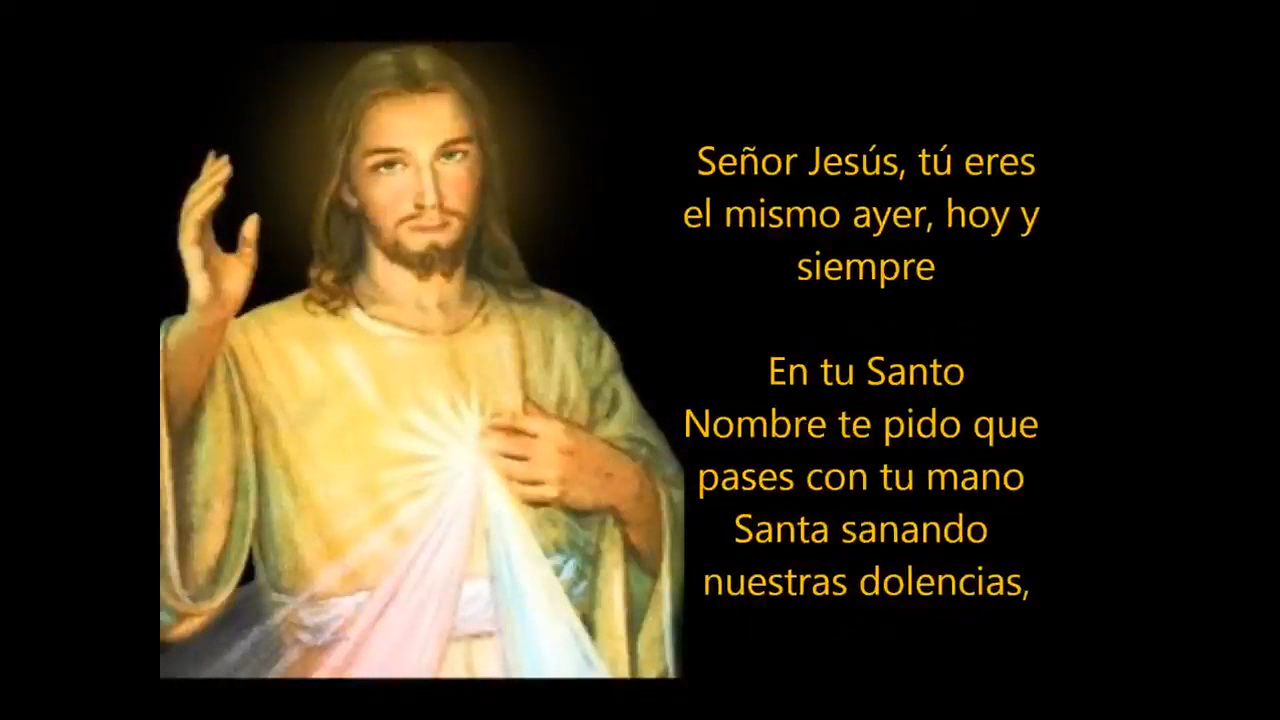 Señor Jesús, tú eres
el mismo ayer, hoy y
siempre
En tu Santo
Nombre te pido que
pases con tu mano
Santa sanando
nuestras dolencias,